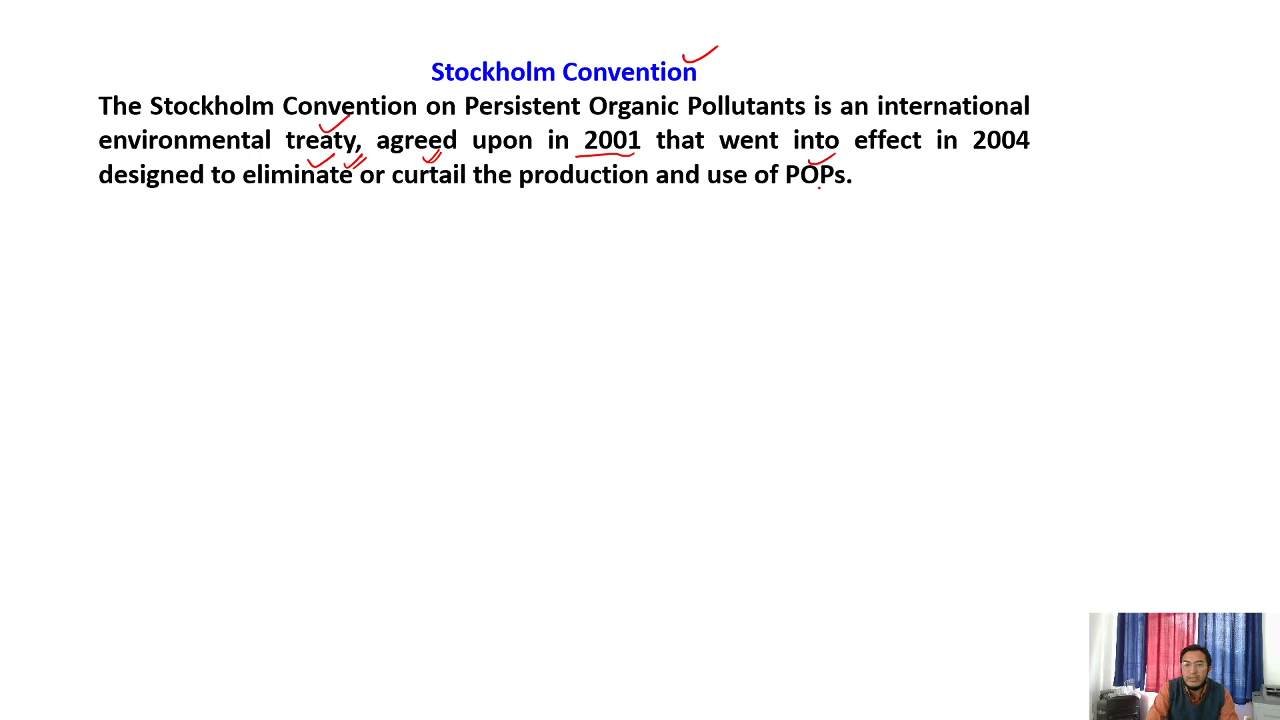 Stockholm Convention
The Stockholm Convention on Persistent Organic Pollutants is an international
environmental treaty, agreed upon in 2001 that went into effect in 2004
designed to eliminate or curtail the production and use of POPs.